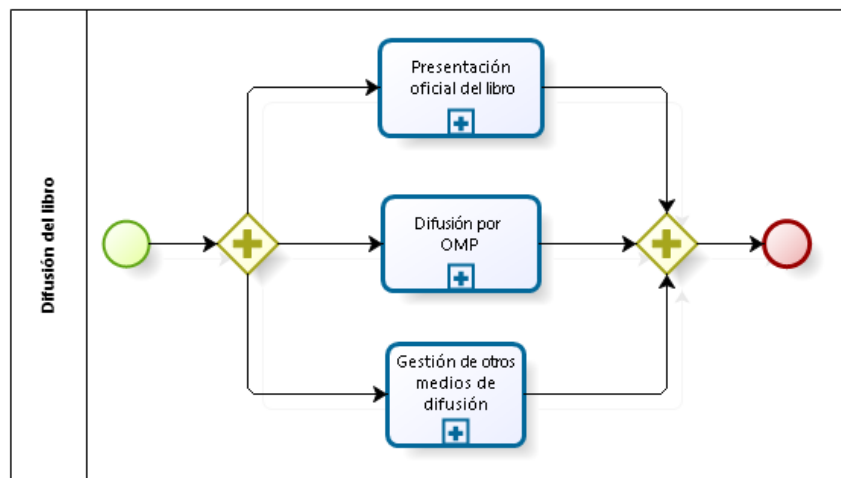 Difusión del libro
Presentación
oficial del libro
Difusión por
OMP
Gestión de otros
medios de
difusión